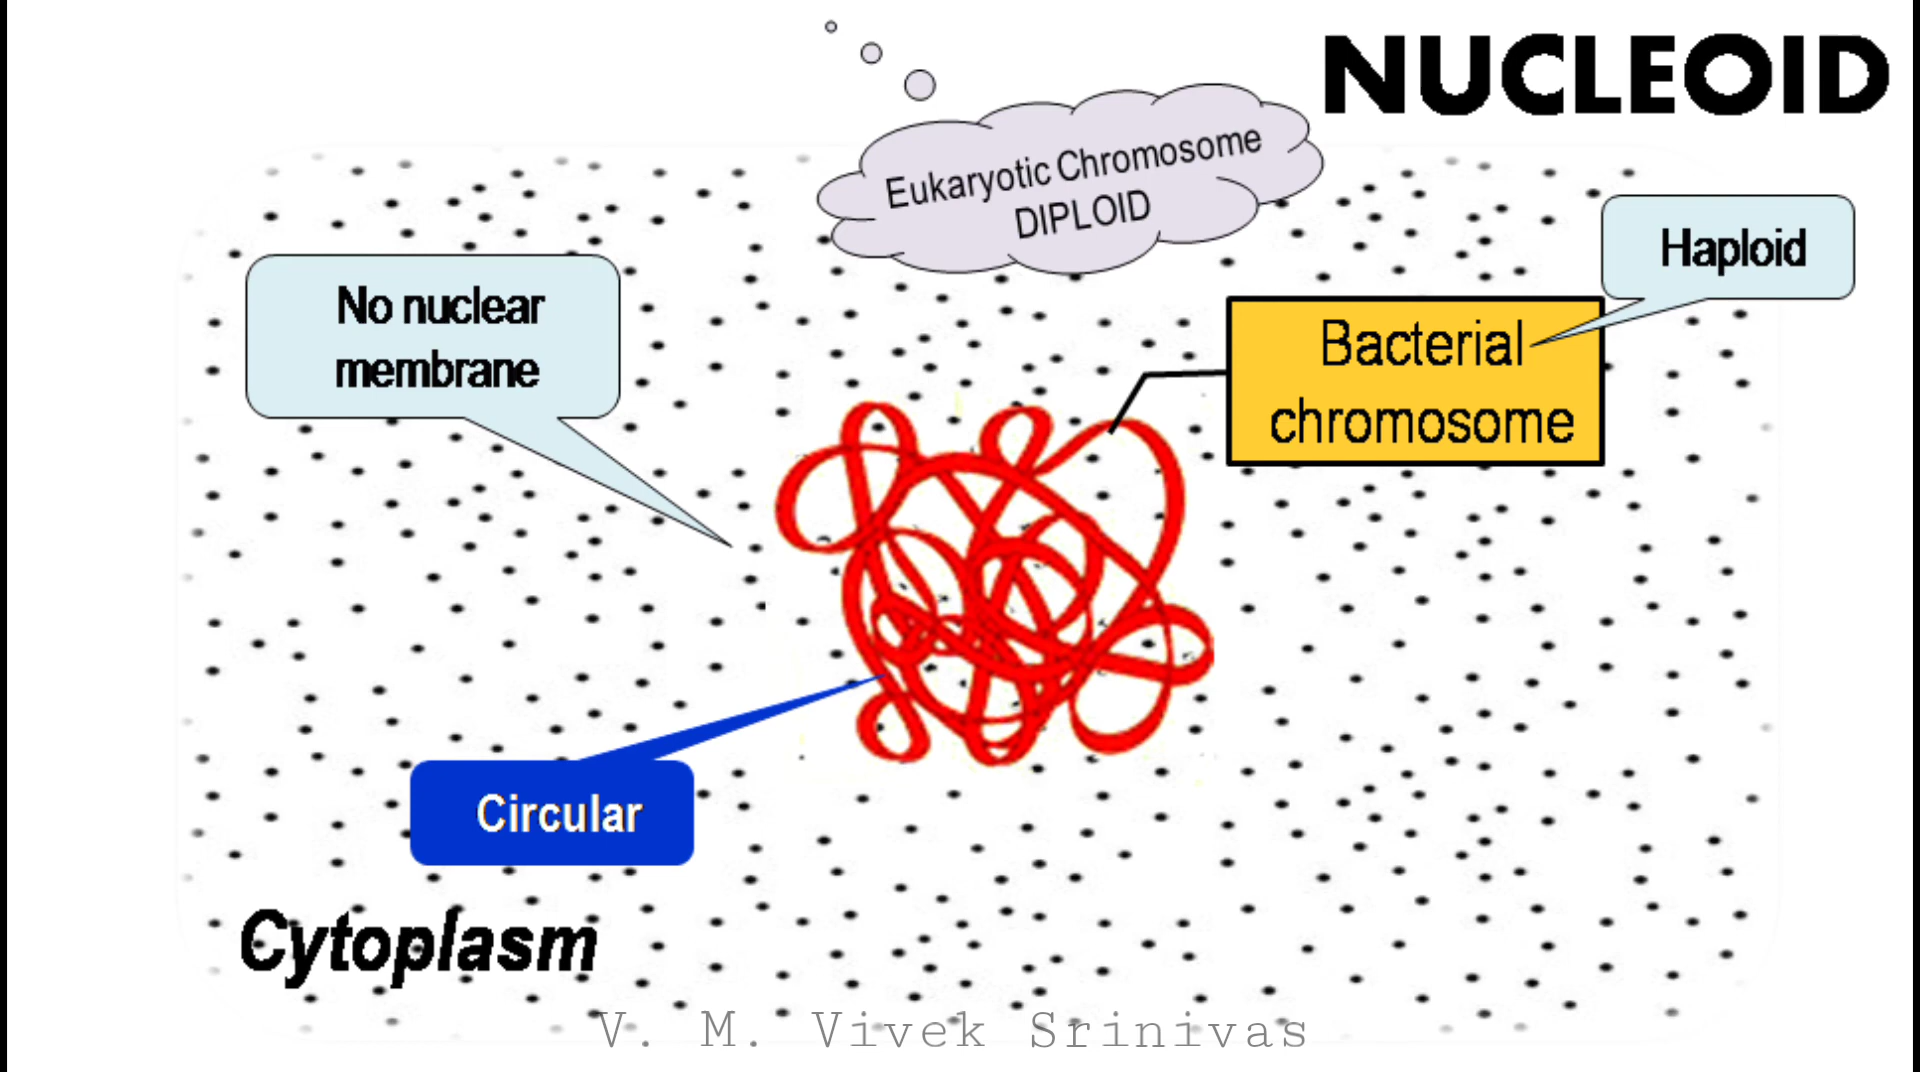 NUCLEOID
Eukaryotic Chromosome
DIPLOID
Haploid
No nuclear
membrane
Bacterial
chromosome
Circular
Cytoplasm
V. M. Vivek Srinivas